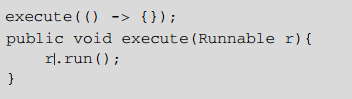 execute(() -> {});
public void execute(Runnable r){
    r.run();
}